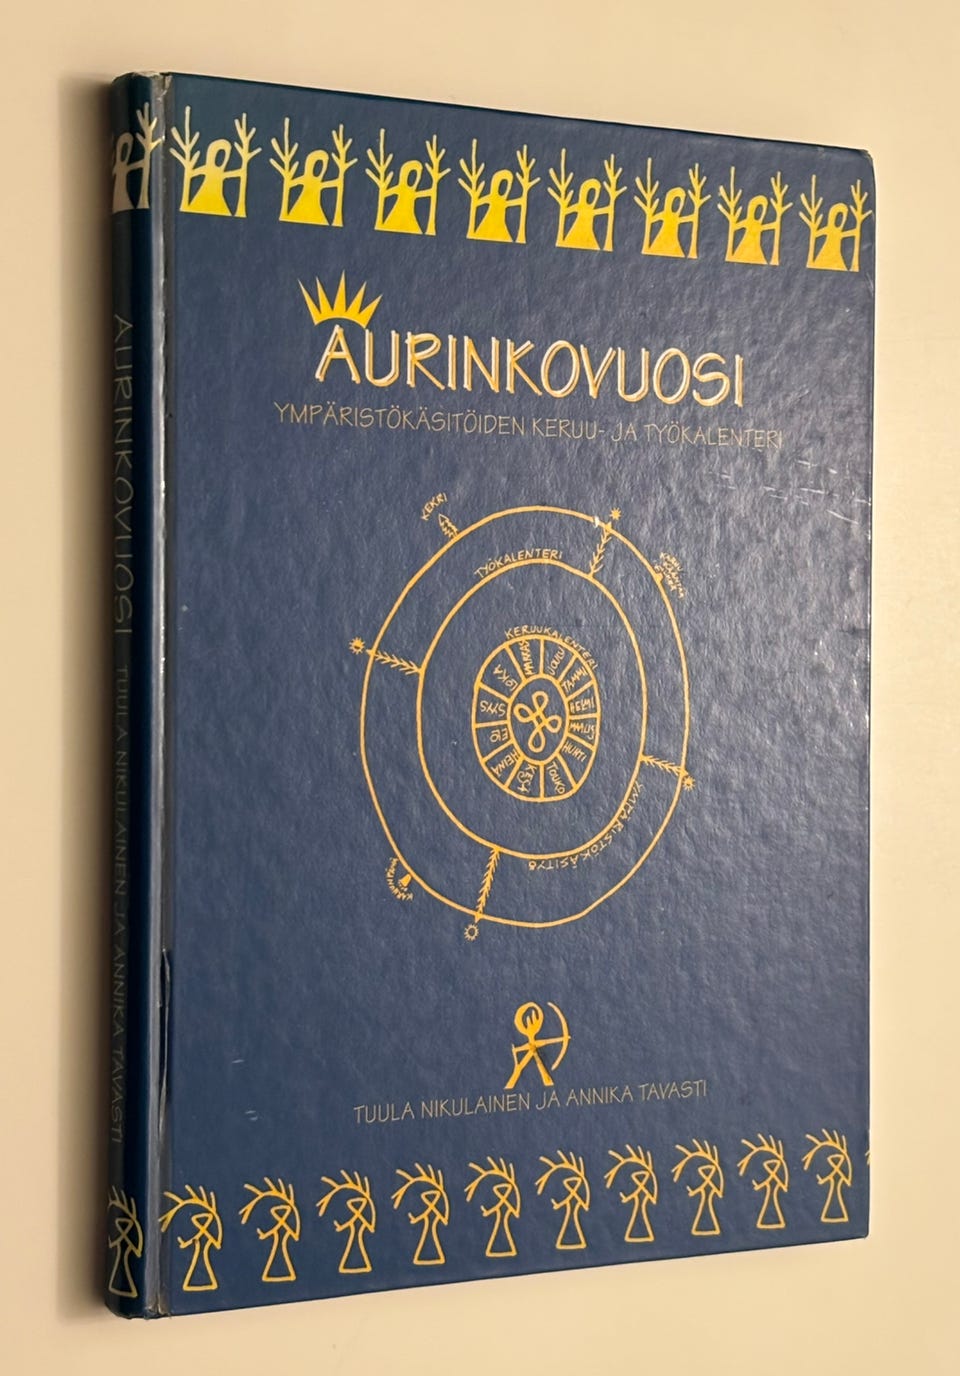 AURINKOVUOSI
YMPÄRISTÖKÄSITÖIDEN KERUU- JA TYÖKALENTERI
KEKRI
TYÖKALENTERI
KERUUKALENTERI
JOULU
TAMMI
HELMI
MAALIS
HUHTI
TOUKO
KESÄ
HEINÄ
ELO
SYYS
LOKA
MARRAS
YMPÄRISTÖKÄSITYÖ
TUULA NIKULAINEN JA ANNIKA TAVASTI
AURINKOVUOSI TUULA NIKULAINEN JA ANNIKA TAVASTI